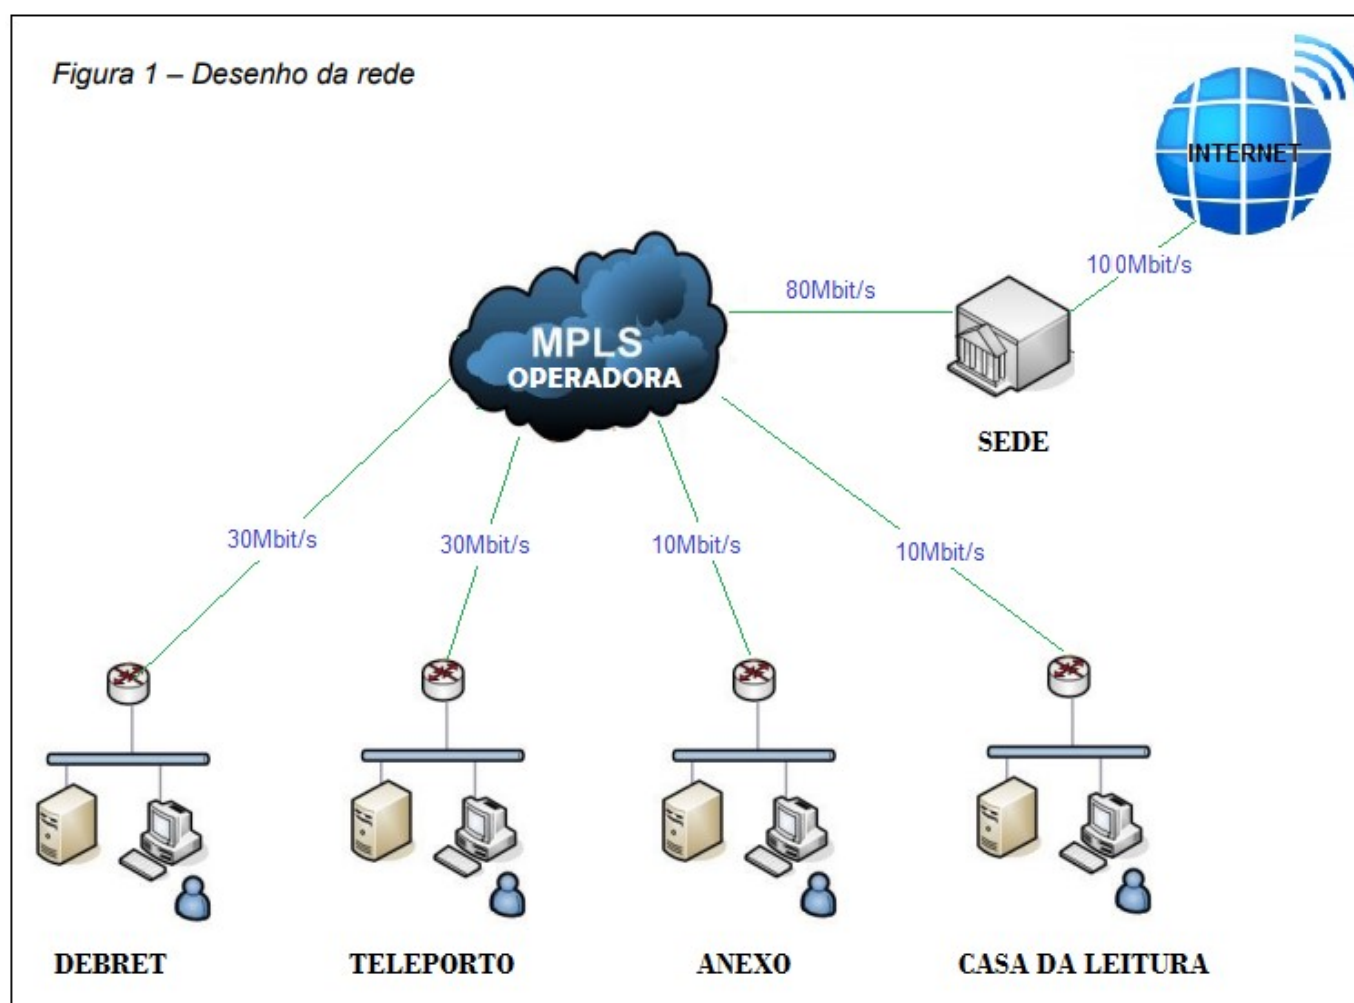 Figura 1 – Desenho da rede
INTERNET
100Mbit/s
80Mbit/s
MPLS
OPERADORA
SEDE
30Mbit/s
30Mbit/s
10Mbit/s
10Mbit/s
DEBRET
TELEPORTO
ANEXO
CASA DA LEITURA